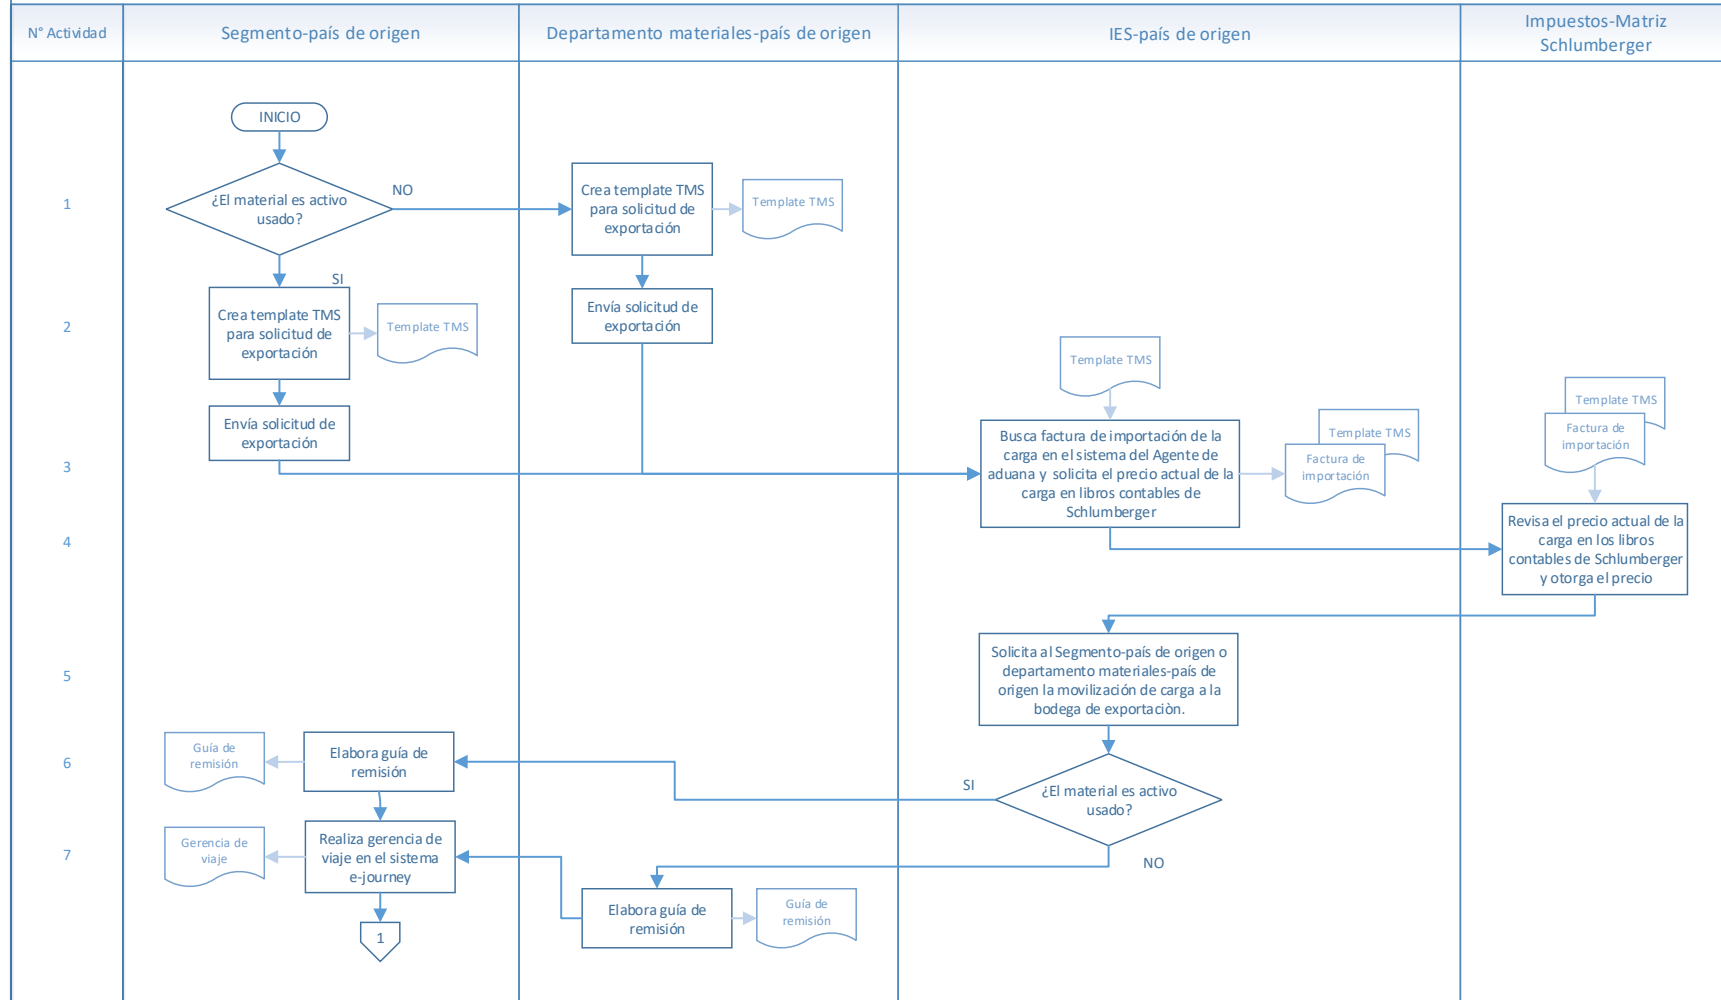 N° Actividad
Segmento-país de origen
Departamento materiales-país de origen
IES-país de origen
Impuestos-Matriz
Schlumberger
INICIO
1
¿El material es activo
usado?
NO
SI
Crea template TMS
para solicitud de
exportación
Template TMS
2
Crea template TMS
para solicitud de
exportación
Template TMS
Envía solicitud de
exportación
Envía solicitud de
exportación
3
Template TMS
Busca factura de importación de la
carga en el sistema del Agente de
aduana y solicita el precio actual de la
carga en libros contables de
Schlumberger
Template TMS
Factura de
importación
Template TMS
Factura de
importación
4
Revisa el precio actual de la
carga en los libros
contables de Schlumberger
y otorga el precio
5
Solicita al Segmento-país de origen o
departamento materiales-país de
origen la movilización de carga a la
bodega de exportaciòn.
6
Guía de
remisión
Elabora guía de
remisión
SI
¿El material es activo
usado?
NO
7
Gerencia de
viaje
Realiza gerencia de
viaje en el sistema
e-journey
Elabora guía de
remisión
Guía de
remisión
1